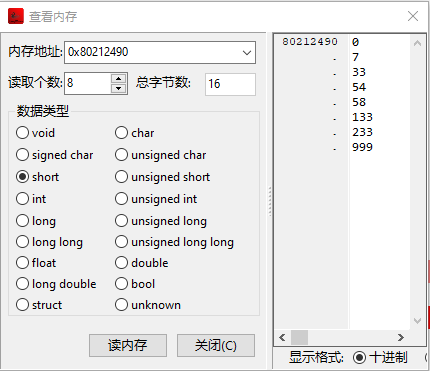 查看内存
内存地址: 0x80212490
读取个数: 8 总字节数: 16
数据类型
void char
signed char unsigned char
short unsigned short
int unsigned int
long unsigned long
long long unsigned long long
float double
long double bool
struct unknown
读内存 关闭(C)
80212490 0
. 7
. 33
. 54
. 58
. 133
. 233
. 999
显示格式: 十进制